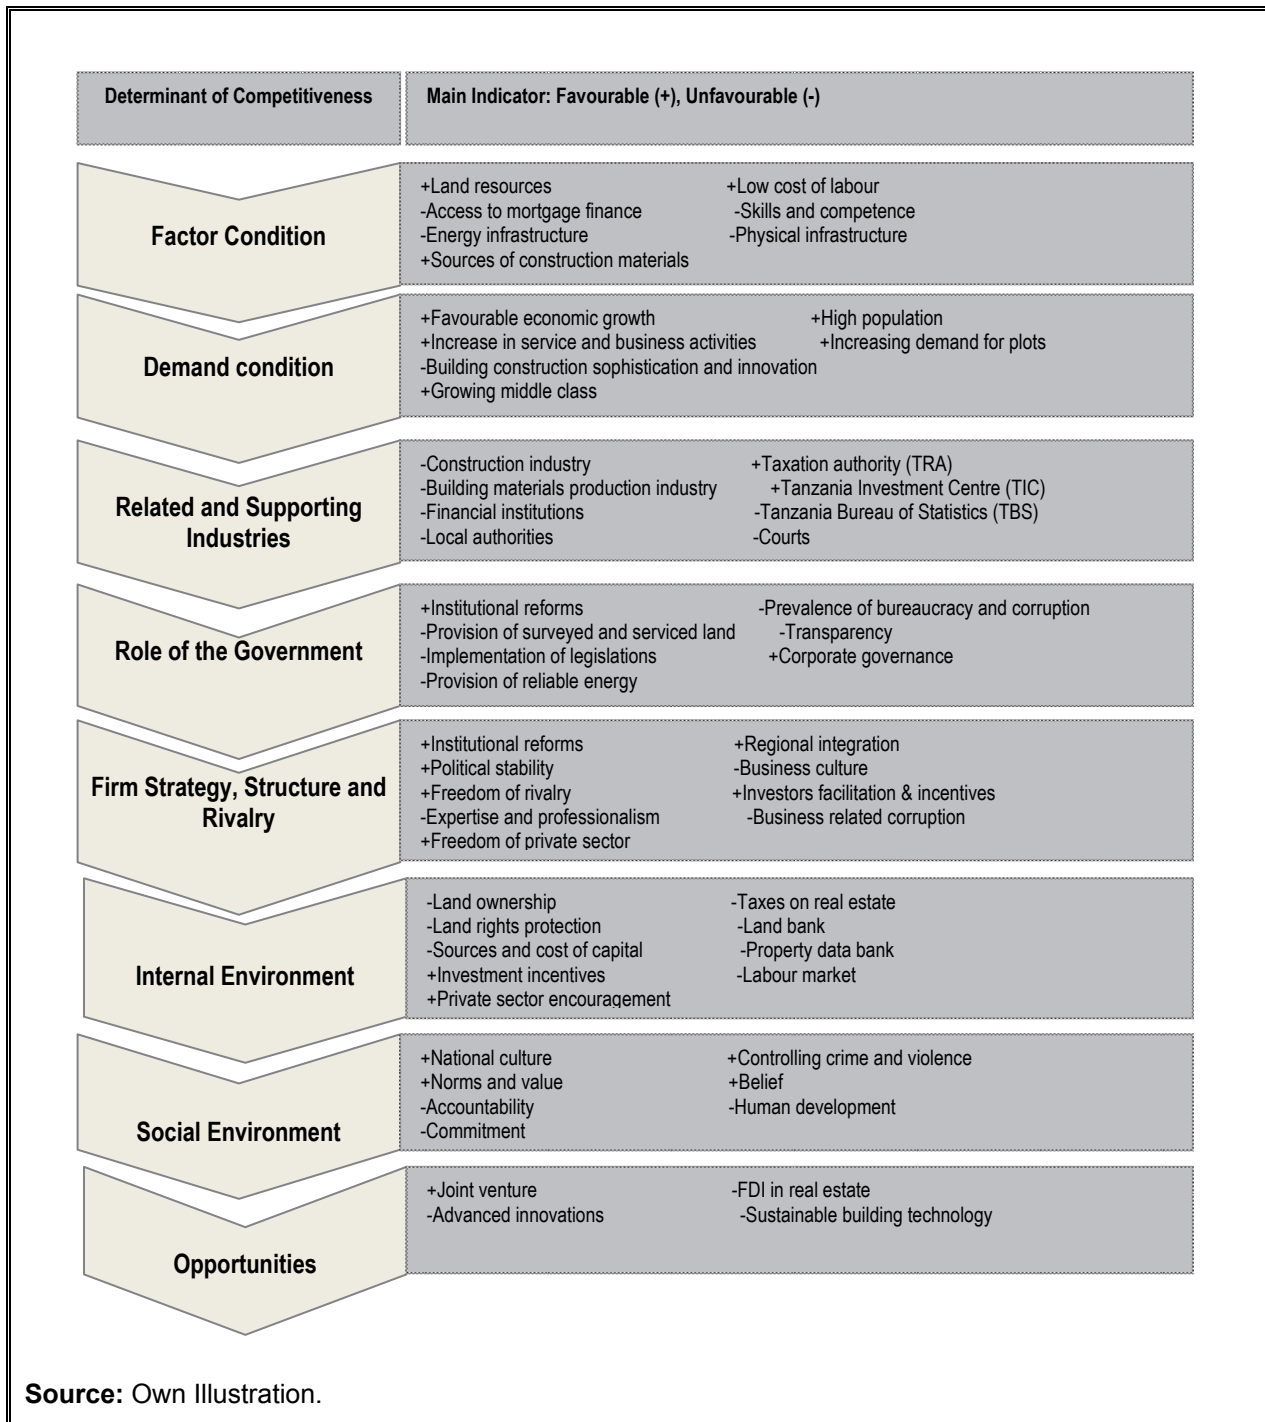 Determinant of Competitiveness Main Indicator: Favourable (+), Unfavourable (-)
Factor Condition
+Land resources +Low cost of labour
-Access to mortgage finance -Skills and competence
-Energy infrastructure -Physical infrastructure
+Sources of construction materials
Demand condition
+Favourable economic growth +High population
+Increase in service and business activities +Increasing demand for plots
-Building construction sophistication and innovation
+Growing middle class
Related and Supporting
Industries
-Construction industry +Taxation authority (TRA)
-Building materials production industry +Tanzania Investment Centre (TIC)
-Financial institutions -Tanzania Bureau of Statistics (TBS)
-Local authorities -Courts
Role of the Government
+Institutional reforms -Prevalence of bureaucracy and corruption
-Provision of surveyed and serviced land -Transparency
-Implementation of legislations +Corporate governance
-Provision of reliable energy
Firm Strategy, Structure and
Rivalry
+Institutional reforms +Regional integration
+Political stability -Business culture
+Freedom of rivalry +Investors facilitation & incentives
-Expertise and professionalism -Business related corruption
+Freedom of private sector
Internal Environment
-Land ownership -Taxes on real estate
-Land rights protection -Land bank
-Sources and cost of capital -Property data bank
+Investment incentives -Labour market
+Private sector encouragement
Social Environment
+National culture +Controlling crime and violence
+Norms and value +Belief
-Accountability -Human development
-Commitment
Opportunities
+Joint venture -FDI in real estate
-Advanced innovations -Sustainable building technology
Source: Own Illustration.